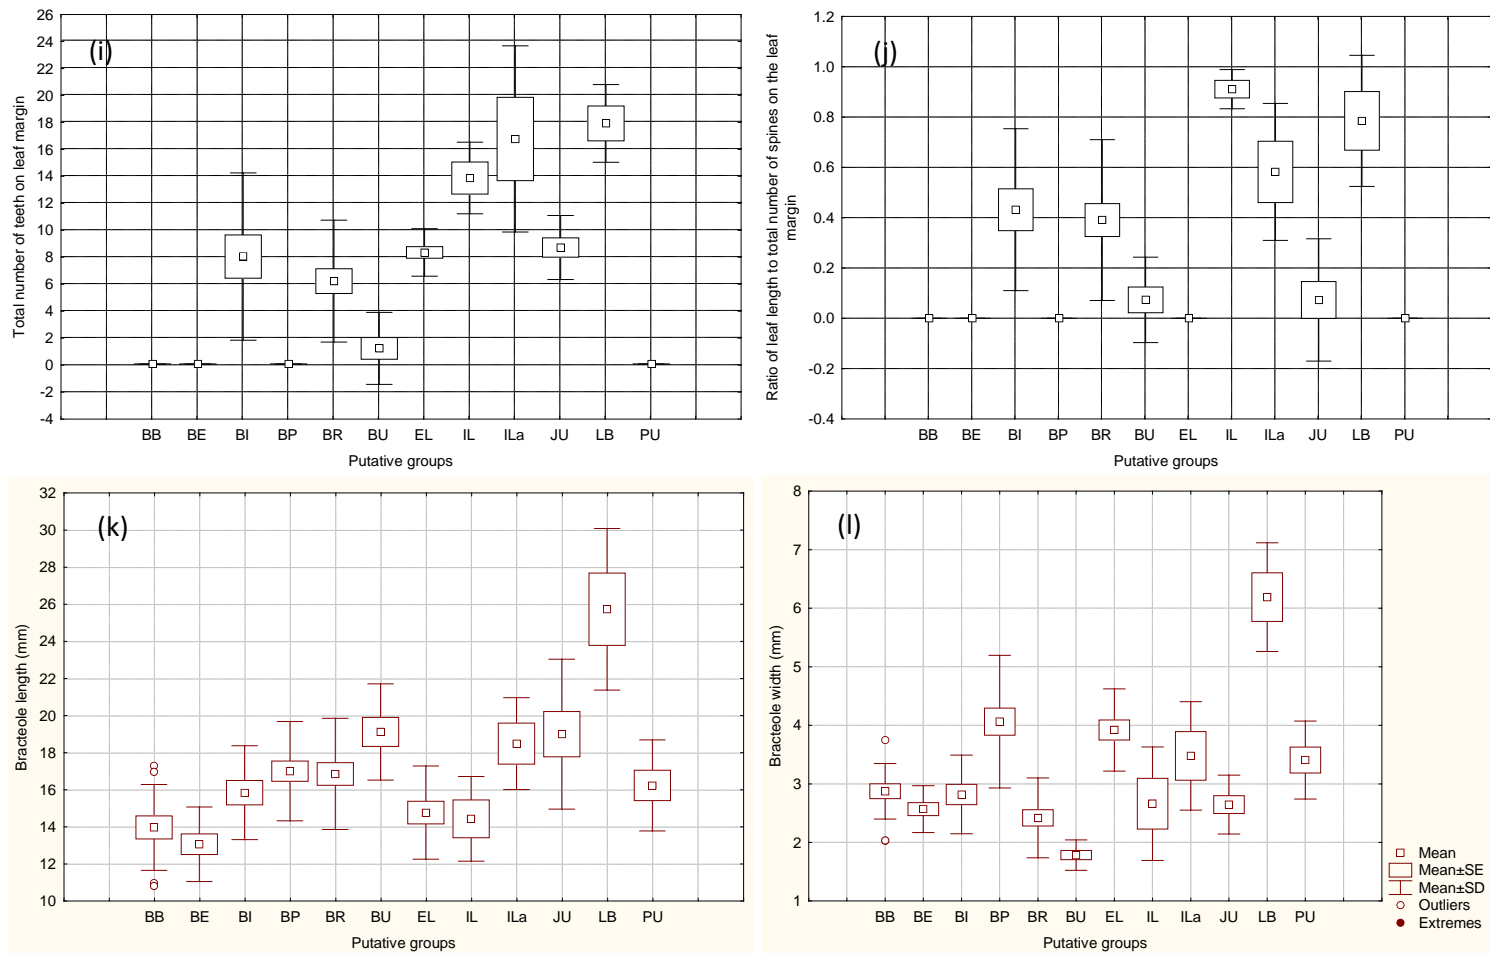 (i)
Total number of teeth on leaf margin
26
24
22
20
18
16
14
12
10
8
6
4
2
0
-2
-4
BB BE BI BP BR BU EL IL ILa JU LB PU
Putative groups
(j)
Ratio of leaf length to total number of spines on the leaf
margin
1.2
1.0
0.8
0.6
0.4
0.2
0.0
-0.2
-0.4
BB BE BI BP BR BU EL IL ILa JU LB PU
Putative groups
(k)
Bracteole length (mm)
32
30
28
26
24
22
20
18
16
14
12
10
BB BE BI BP BR BU EL IL ILa JU LB PU
Putative groups
(l)
Bracteole width (mm)
8
7
6
5
4
3
2
1
BB BE BI BP BR BU EL IL ILa JU LB PU
Putative groups
Mean
Mean±SE
Mean±SD
Outliers
Extremes